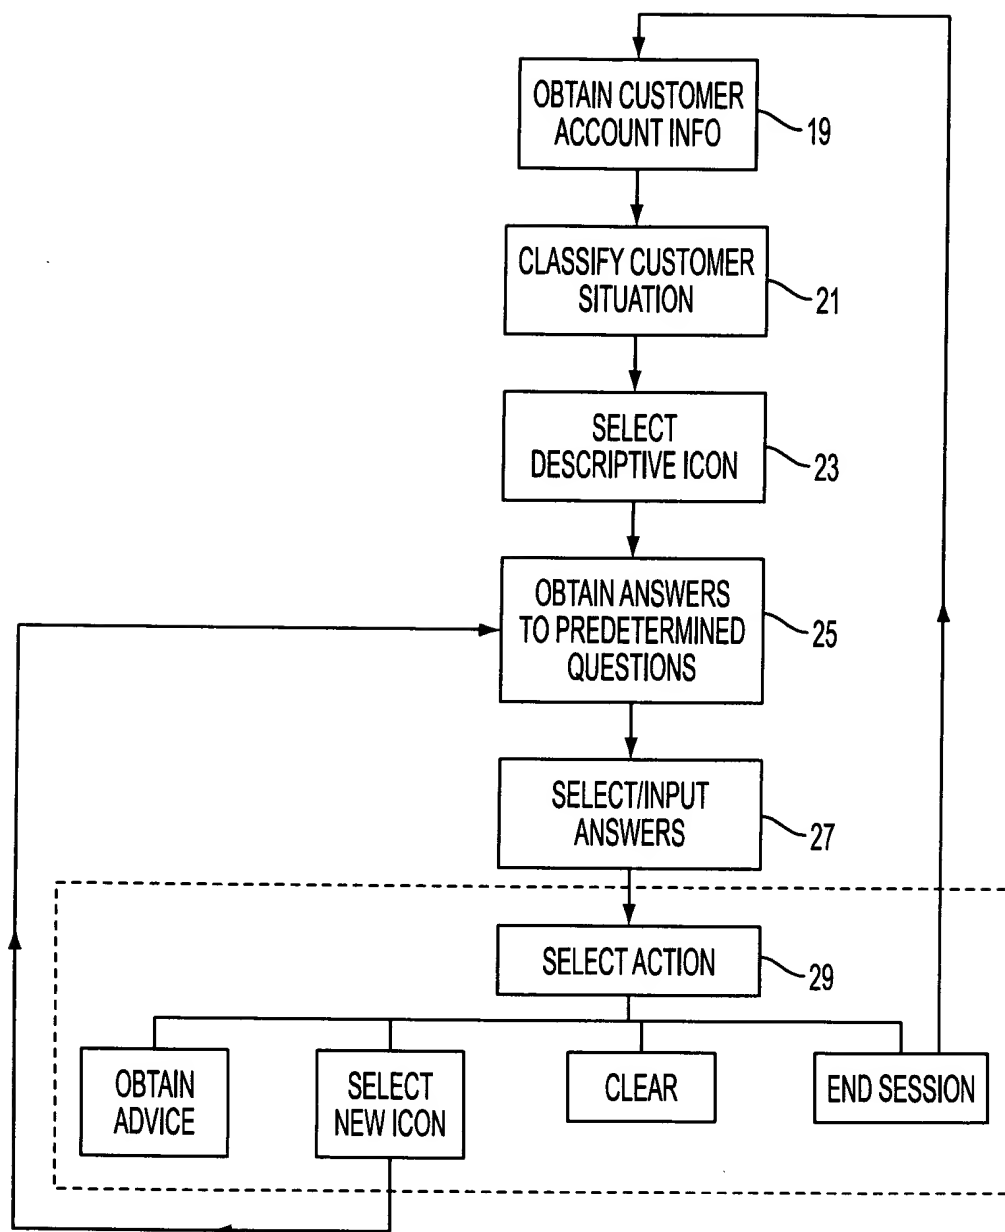 OBTAIN CUSTOMER
ACCOUNT INFO
19
CLASSIFY CUSTOMER
SITUATION
21
SELECT
DESCRIPTIVE ICON
23
OBTAIN ANSWERS
TO PREDETERMINED
QUESTIONS
25
SELECT/INPUT
ANSWERS
27
SELECT ACTION
29
OBTAIN
ADVICE
SELECT
NEW ICON
CLEAR
END SESSION